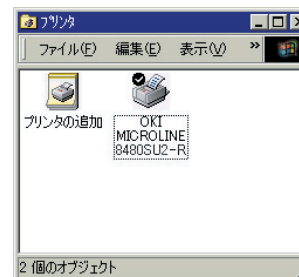 プリンタ
ファイル(F) 編集(E) 表示(V) »
プリンタの追加
OKI
MICROLINE
8480SU2-R
2 個のオブジェクト